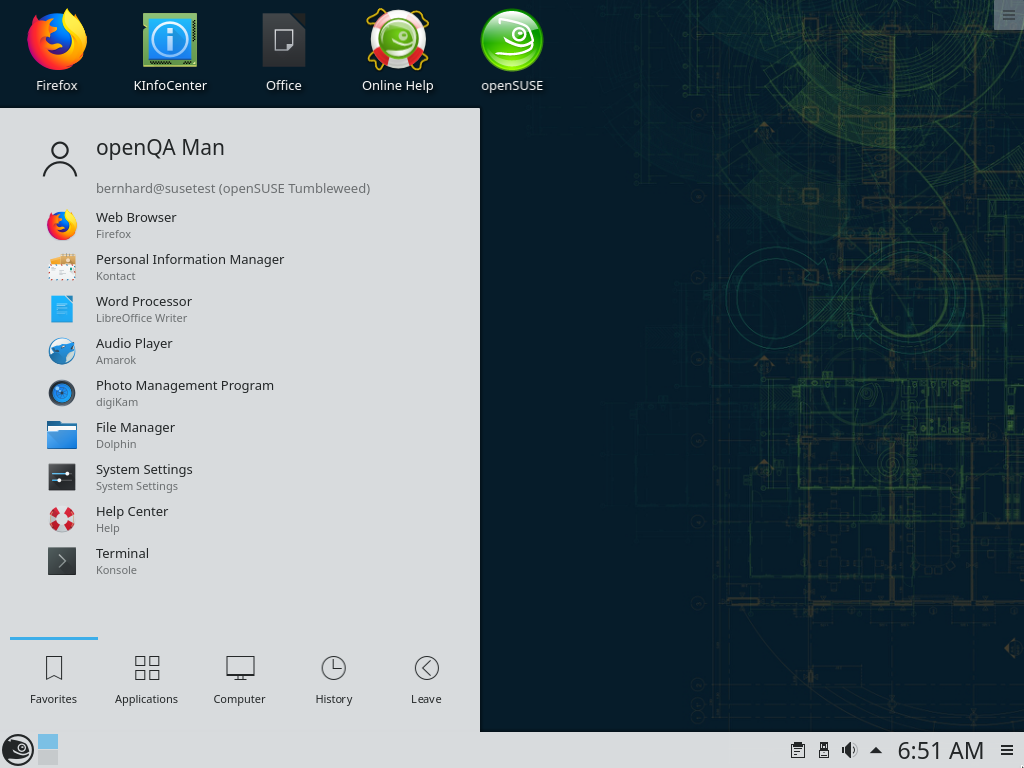 Firefox
KInfoCenter
Office
Online Help
openSUSE
openQA Man
bernhard@susetest (openSUSE Tumbleweed)
Web Browser
Firefox
Personal Information Manager
Kontact
Word Processor
LibreOffice Writer
Audio Player
Amarok
Photo Management Program
digiKam
File Manager
Dolphin
System Settings
System Settings
Help Center
Help
Terminal
Konsole
Favorites
Applications
Computer
History
Leave
6:51 AM